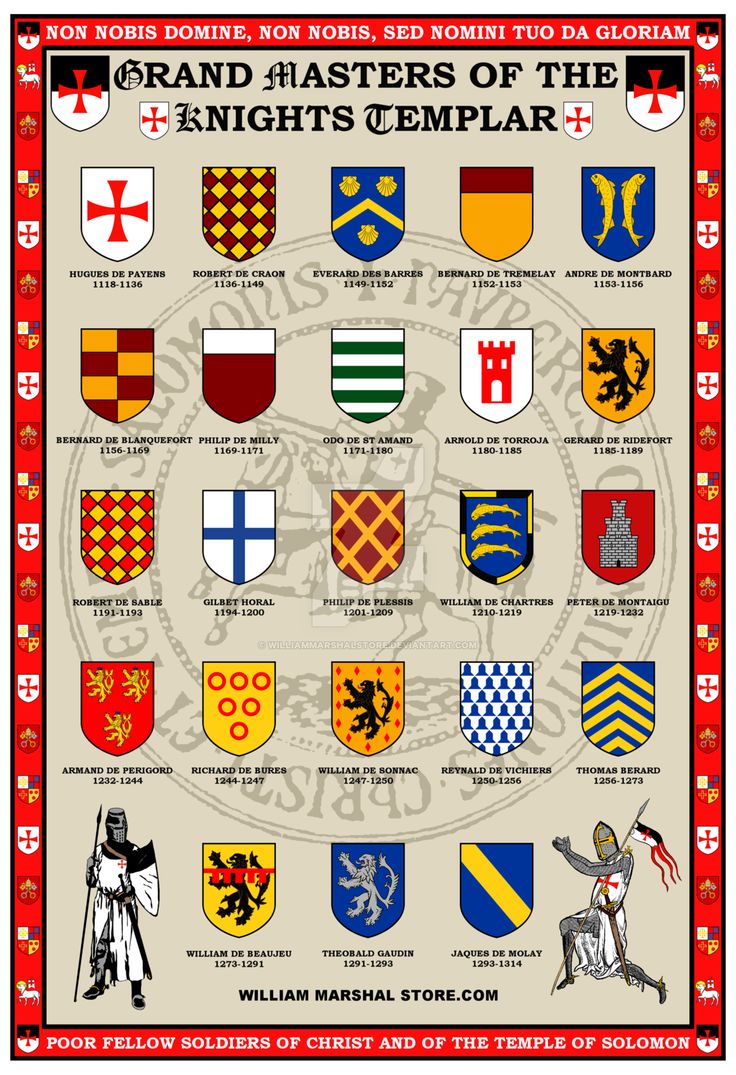 NON NOBIS DOMINE, NON NOBIS, SED NOMINI TUO DA GLORIAM
GRAND MASTERS OF THE
KNIGHTS TEMPLAR
HUGUES DE PAYENS
1118-1136
ROBERT DE CRAON
1136-1149
EVERARD DES BARRES
1149-1152
BERNARD DE TREMELAY
1152-1153
ANDRE DE MONTBARD
1153-1156
BERNARD DE BLANQUEFORT
1156-1169
PHILIP DE MILLY
1169-1171
ODO DE ST AMAND
1171-1180
ARNOLD DE TORROJA
1180-1185
GERARD DE RIDEFORT
1185-1189
ROBERT DE SABLE
1191-1193
GILBET HORAL
1194-1200
PHILIP DE PLESSIS
1201-1209
WILLIAM DE CHARTRES
1210-1219
PETER DE MONTAIGU
1219-1232
© WILLIAMMARSHALSTORE.DEVIANTART.COM
ARMAND DE PERIGORD
1232-1244
RICHARD DE BURES
1244-1247
WILLIAM DE SONNAC
1247-1250
REYNALD DE VICHIERS
1250-1256
THOMAS BERARD
1256-1273
WILLIAM DE BEAUJEU
1273-1291
THEOBALD GAUDIN
1291-1293
JAQUES DE MOLAY
1293-1314
WILLIAM MARSHAL STORE.COM
POOR FELLOW SOLDIERS OF CHRIST AND OF THE TEMPLE OF SOLOMON